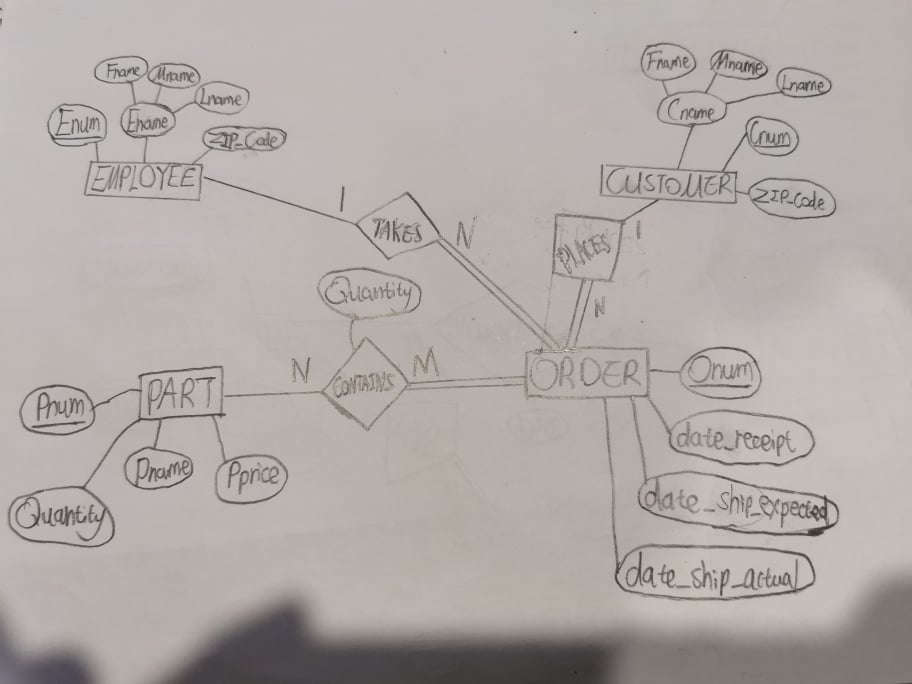 Fname
Mname
Lname
Enum
Ename
ZIP_Code
EMPLOYEE
Fname
Mname
Lname
Cname
Cnum
CUSTOMER
ZIP_Code
1
TAKES
N
PLACES
1
N
Quantity
N
CONTAINS
M
ORDER
Onum
PART
Pnum
Pname
Pprice
Quantity
date_receipt
date_ship_expected
date_ship_actual